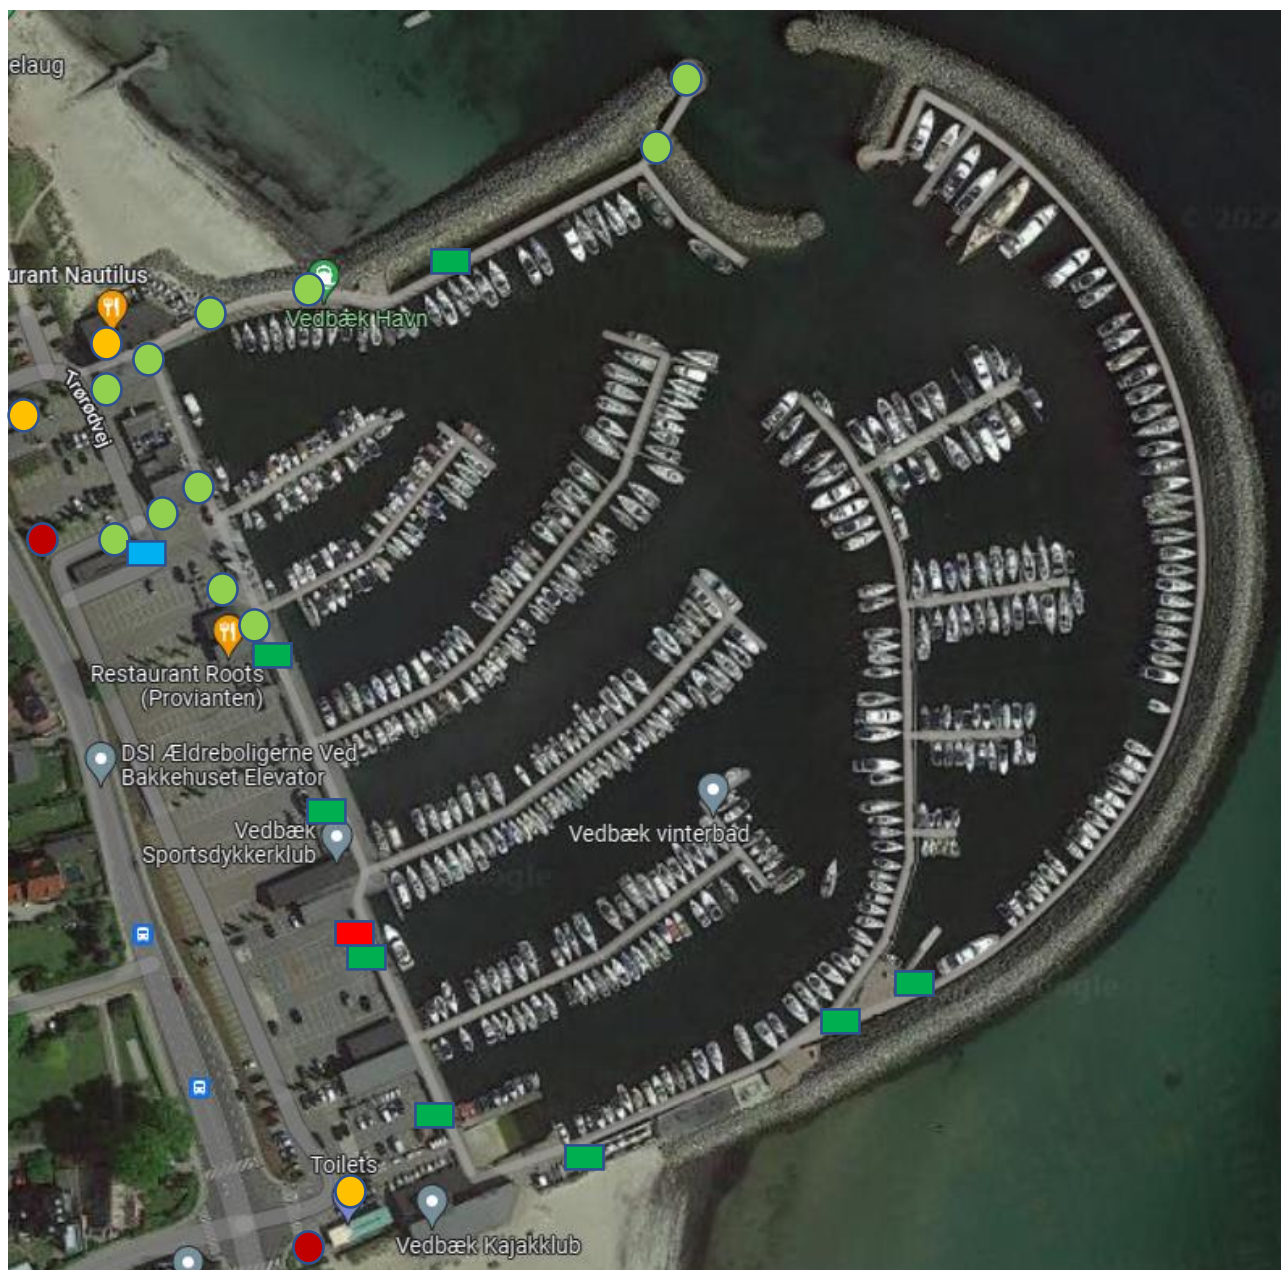 elaug
urant Nautilus
Vedbæk Havn
Trørødvej
Restaurant Roots
(Provianten)
DSI Ældreboligerne Ved
Bakkehuset Elevator
Vedbæk
Sportsdykkerklub
Vedbæk vinterbad
Toilets
Vedbæk Kajakklub